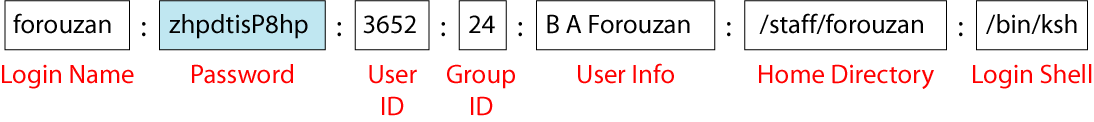 forouzan : zhpdtisP8hp : 3652 : 24 : B A Forouzan : /staff/forouzan : /bin/ksh
Login Name Password User Group User Info Home Directory Login Shell
ID ID